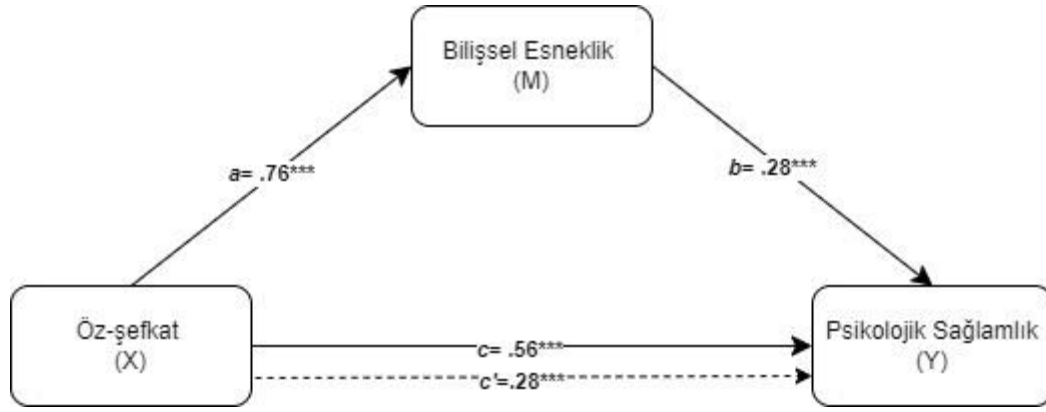 Bilişsel Esneklik
(M)
a= .76***
b= .28***
Öz-şefkat
(X)
c= .56***
c'=.28***
Psikolojik Sağlamlık
(Y)